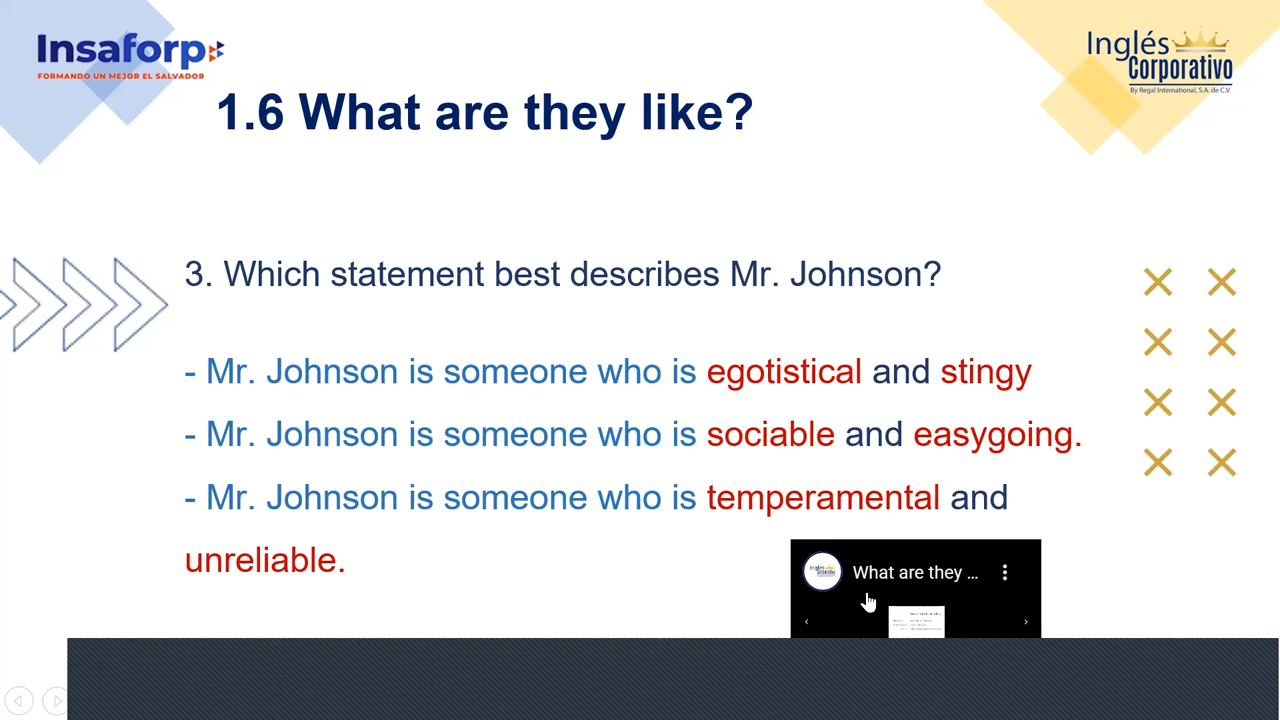 Insaforp
FORMANDO UN MEJOR EL SALVADOR
Inglés
Corporativo
By Regal International, S.A. de C.V.
1.6 What are they like?
3. Which statement best describes Mr. Johnson?
- Mr. Johnson is someone who is egotistical and stingy
- Mr. Johnson is someone who is sociable and easygoing.
- Mr. Johnson is someone who is temperamental and
unreliable.
What are they ...